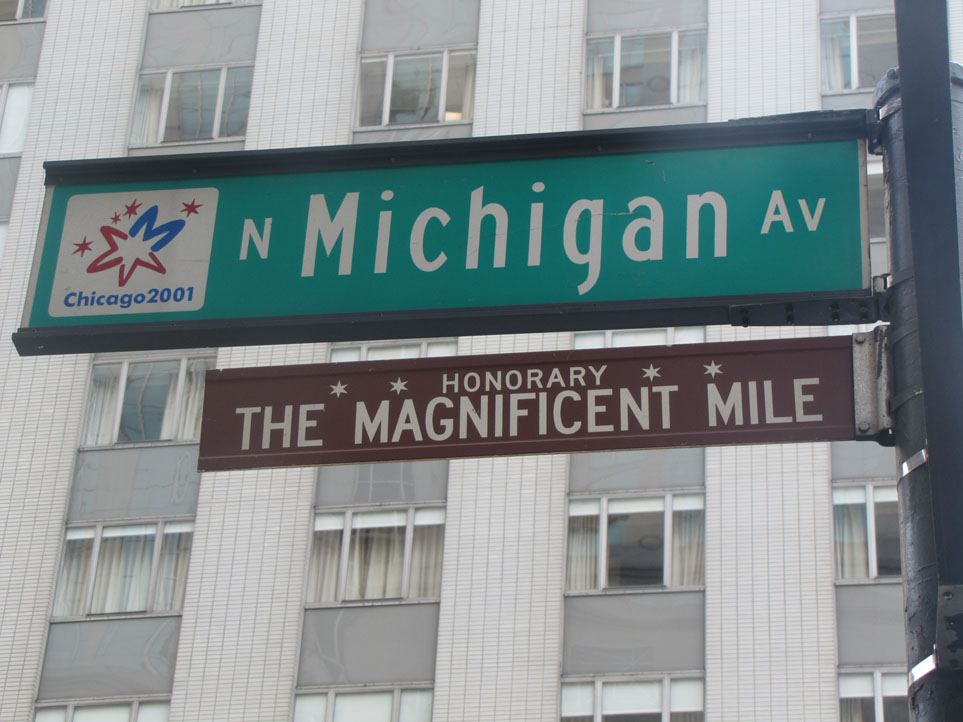 Chicago2001
N Michigan Av
HONORARY
THE MAGNIFICENT MILE